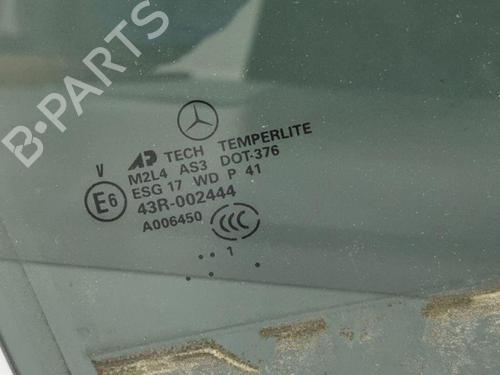 B-PARTS
V
AP TECH TEMPERLITE
M2L4 AS3 DOT-376
ESG 17 WD P 41
E6
43R-002444
A006450
CCC
1